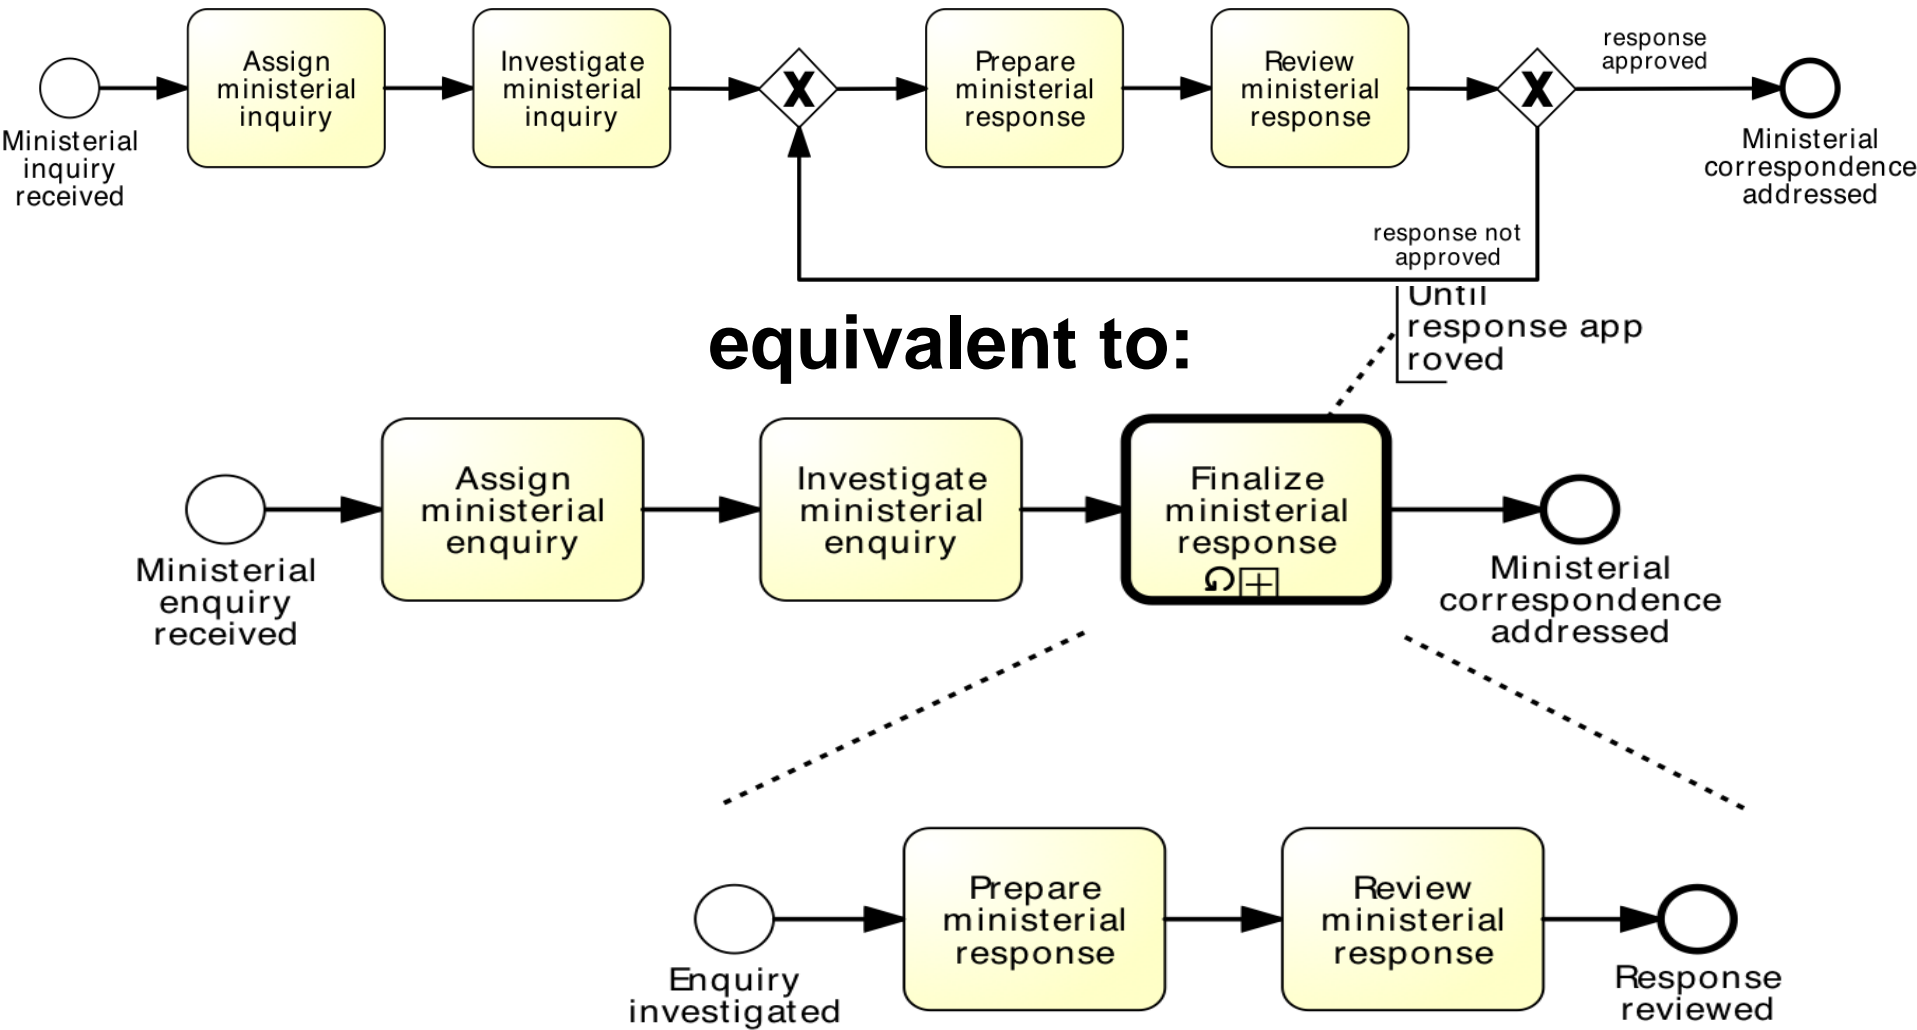 Ministerial
inquiry
received
Assign
ministerial
inquiry
Investigate
ministerial
inquiry
X
Prepare
ministerial
response
Review
ministerial
response
X
response
approved
Ministerial
correspondence
addressed
response not
approved
Until
response app
roved
equivalent to:
Ministerial
enquiry
received
Assign
ministerial
enquiry
Investigate
ministerial
enquiry
Finalize
ministerial
response
Ministerial
correspondence
addressed
Enquiry
investigated
Prepare
ministerial
response
Review
ministerial
response
Response
reviewed